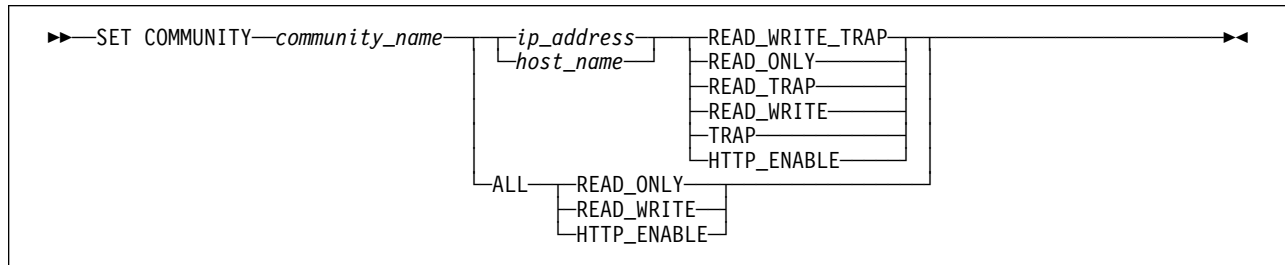 SET COMMUNITY community_name ip_address READ_WRITE_TRAP
host_name READ_ONLY
READ_TRAP
READ_WRITE
TRAP
HTTP_ENABLE
ALL READ_ONLY
READ_WRITE
HTTP_ENABLE